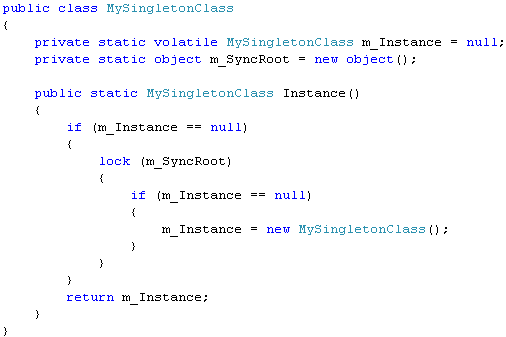 public class MySingletonClass
{
    private static volatile MySingletonClass m_Instance = null;
    private static object m_SyncRoot = new object();

    public static MySingletonClass Instance()
    {
        if (m_Instance == null)
        {
            lock (m_SyncRoot)
            {
                if (m_Instance == null)
                {
                    m_Instance = new MySingletonClass();
                }
            }
        }
        return m_Instance;
    }
}